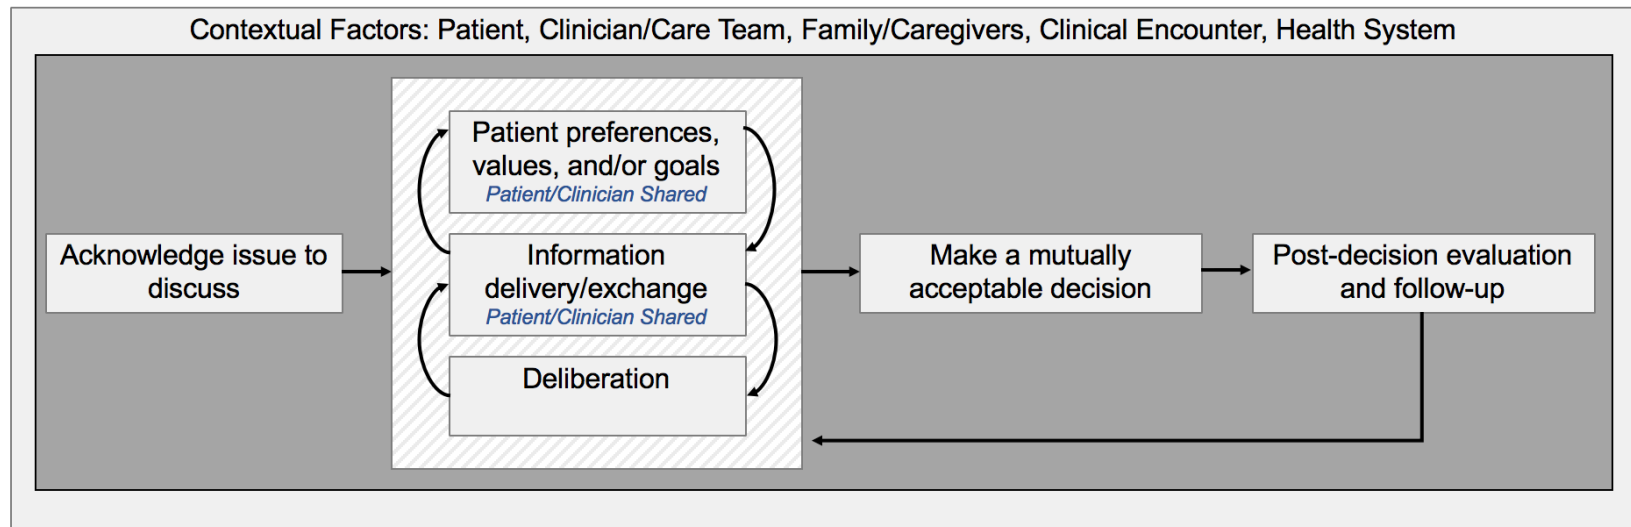 Contextual Factors: Patient, Clinician/Care Team, Family/Caregivers, Clinical Encounter, Health System
Acknowledge issue to
discuss
Patient preferences,
values, and/or goals
Patient/Clinician Shared
Information
delivery/exchange
Patient/Clinician Shared
Deliberation
Make a mutually
acceptable decision
Post-decision evaluation
and follow-up